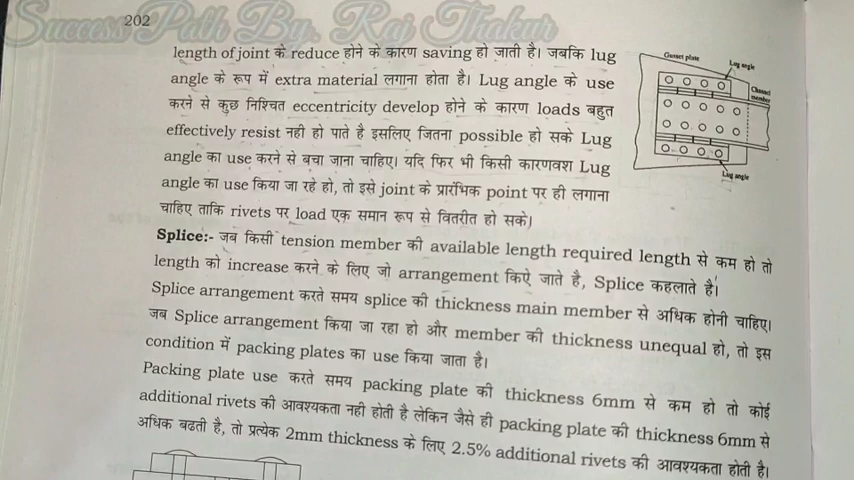 Success Path By. Raj Thakur
202
length of joint के reduce होने के कारण saving हो जाती है। जबकि lug
angle के रूप में extra material लगाना होता है। Lug angle के use
करने से कुछ निश्चित eccentricity develop होने के कारण loads बहुत
effectively resist नही हो पाते है इसलिए जितना possible हो सके Lug
angle का use करने से बचा जाना चाहिए। यदि फिर भी किसी कारणवश Lug
angle का use किया जा रहे हो, तो इसे joint के प्रारंभिक point पर ही लगाना
चाहिए ताकि rivets पर load एक समान रूप से वितरीत हो सके।
Gusset plate
Lug angle
Channel
member
Lug angle
Splice:- जब किसी tension member की available length required length से कम हो तो
length को increase करने के लिए जो arrangement किऐ जाते है, Splice कहलाते है।
Splice arrangement करते समय splice की thickness main member से अधिक होनी चाहिए।
जब Splice arrangement किया जा रहा हो और member की thickness unequal हो, तो इस
condition में packing plates का use किया जाता है।
Packing plate use करते समय packing plate की thickness 6mm से कम हो तो कोई
additional rivets की आवश्यकता नही होती है लेकिन जैसे ही packing plate की thickness 6mm से
अधिक बढती है, तो प्रत्येक 2mm thickness के लिए 2.5% additional rivets की आवश्यकता होती है।